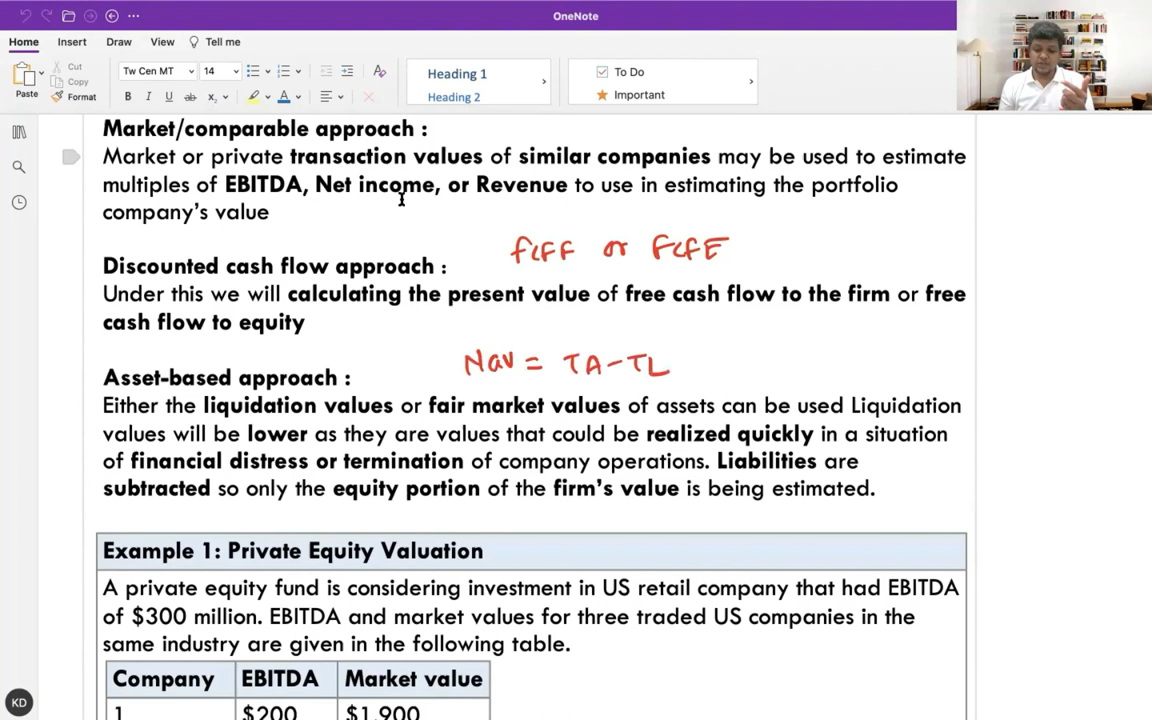 OneNote
Home Insert Draw View Tell me
Paste
Cut
Copy
Format
Tw Cen MT 14
B I U ab x₂ A
Heading 1
Heading 2
To Do
Important
Market/comparable approach :
Market or private transaction values of similar companies may be used to estimate
multiples of EBITDA, Net income, or Revenue to use in estimating the portfolio
company's value
FCFF or FCFE
Discounted cash flow approach :
Under this we will calculating the present value of free cash flow to the firm or free
cash flow to equity
Nav = TA-TL
Asset-based approach :
Either the liquidation values or fair market values of assets can be used Liquidation
values will be lower as they are values that could be realized quickly in a situation
of financial distress or termination of company operations. Liabilities are
subtracted so only the equity portion of the firm's value is being estimated.
Example 1: Private Equity Valuation
A private equity fund is considering investment in US retail company that had EBITDA
of $300 million. EBITDA and market values for three traded US companies in the
same industry are given in the following table.
Company EBITDA Market value
1 $200 $1,900
KD